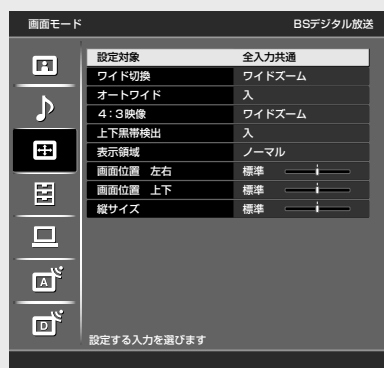 画面モード BSデジタル放送
設定対象 全入力共通
ワイド切換 ワイドズーム
オートワイド 入
4:3映像 ワイドズーム
上下黒帯検出 入
表示領域 ノーマル
画面位置 左右 標準
画面位置 上下 標準
縦サイズ 標準
A
D
設定する入力を選びます